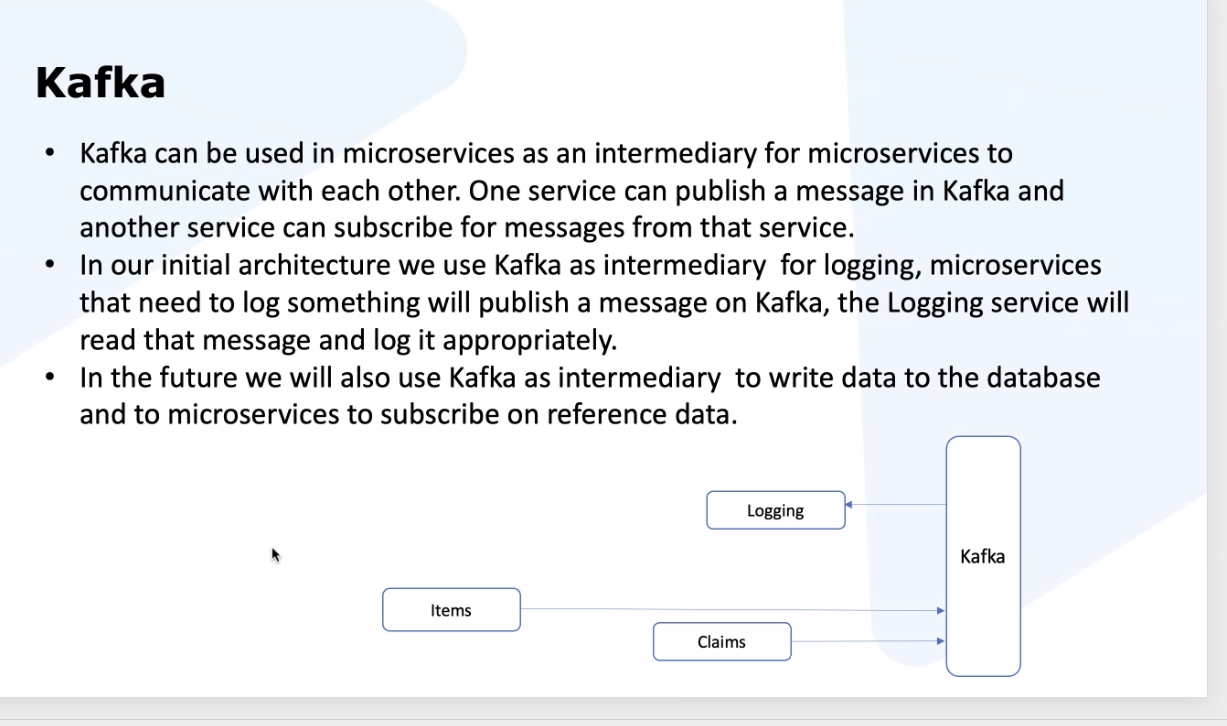 Kafka
• Kafka can be used in microservices as an intermediary for microservices to
communicate with each other. One service can publish a message in Kafka and
another service can subscribe for messages from that service.
• In our initial architecture we use Kafka as intermediary  for logging, microservices
that need to log something will publish a message on Kafka, the Logging service will
read that message and log it appropriately.
• In the future we will also use Kafka as intermediary  to write data to the database
and to microservices to subscribe on reference data.
Logging
Kafka
Items
Claims